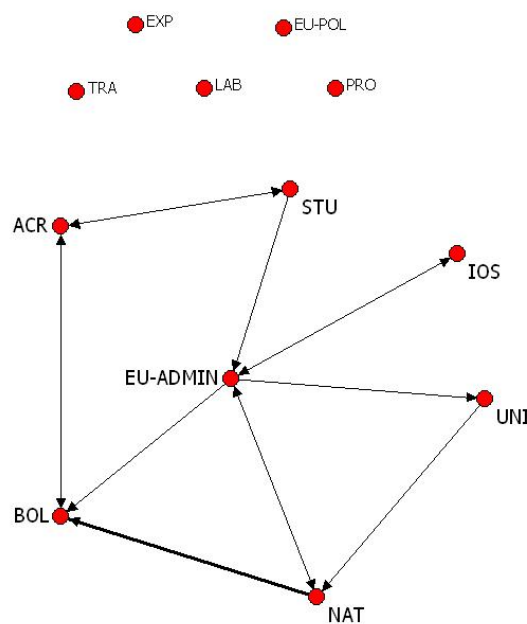 EXP
EU-POL
TRA
LAB
PRO
STU
ACR
IOS
EU-ADMIN
UNI
BOL
NAT